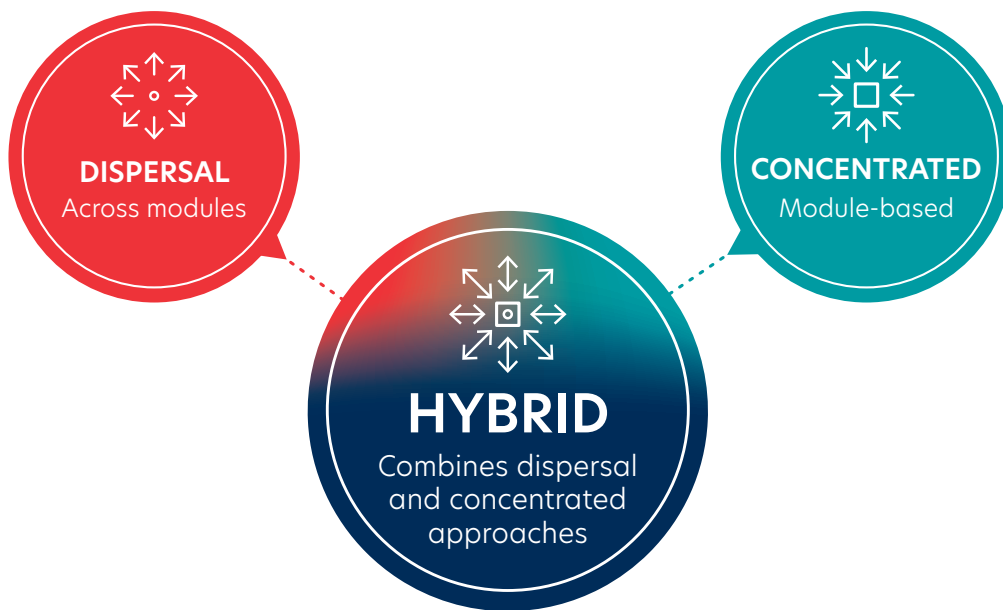 DISPERSAL
Across modules
CONCENTRATED
Module-based
HYBRID
Combines dispersal
and concentrated
approaches